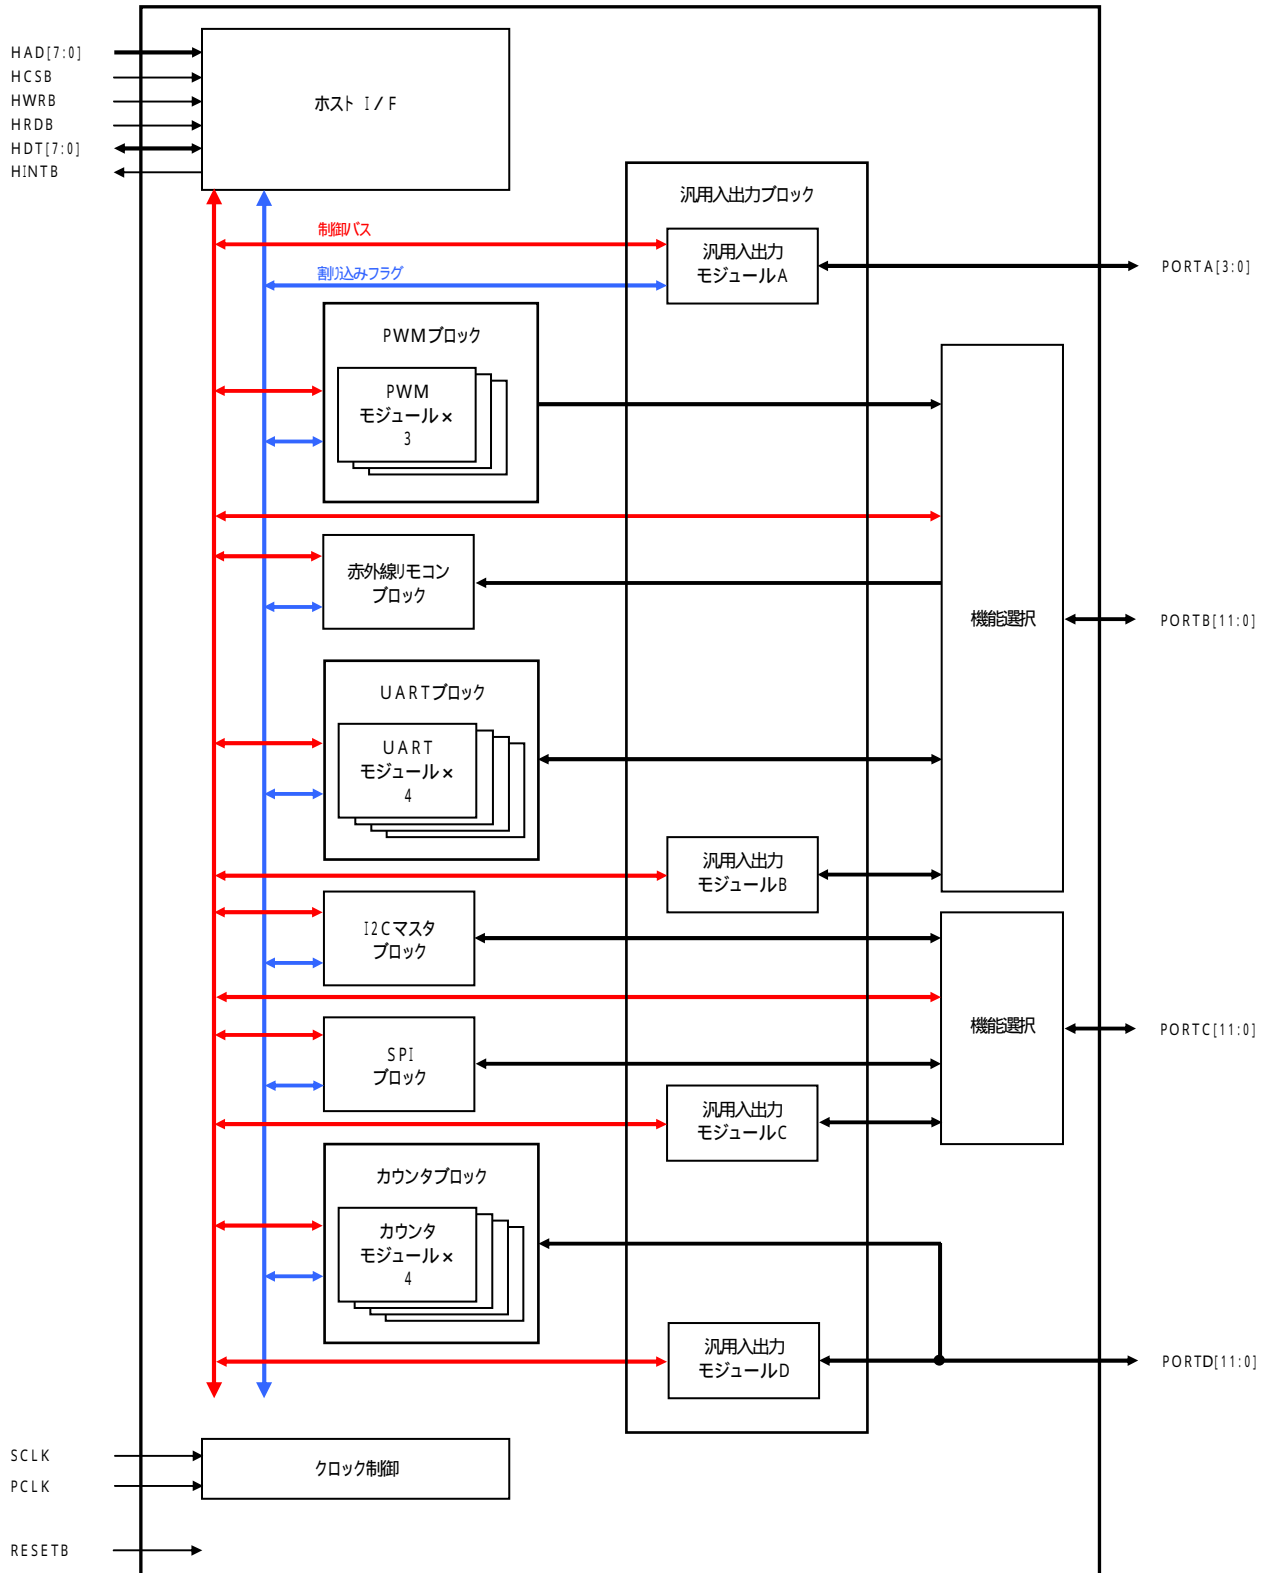 HAD[7:0]
HCSB
HWRB
HRDB
HDT[7:0]
HINTB
ホスト I/F
汎用入出力ブロック
制御バス
汎用入出力
モジュールA
割り込みフラグ
PORTA[3:0]
PWMブロック
PWM
モジュール×
3
赤外線リモコン
ブロック
機能選択
PORTB[11:0]
UARTブロック
UART
モジュール×
4
汎用入出力
モジュールB
I2Cマスタ
ブロック
機能選択
PORTC[11:0]
SPI
ブロック
汎用入出力
モジュールC
カウンタブロック
カウンタ
モジュール×
4
汎用入出力
モジュールD
PORTD[11:0]
SCLK
PCLK
クロック制御
RESETB